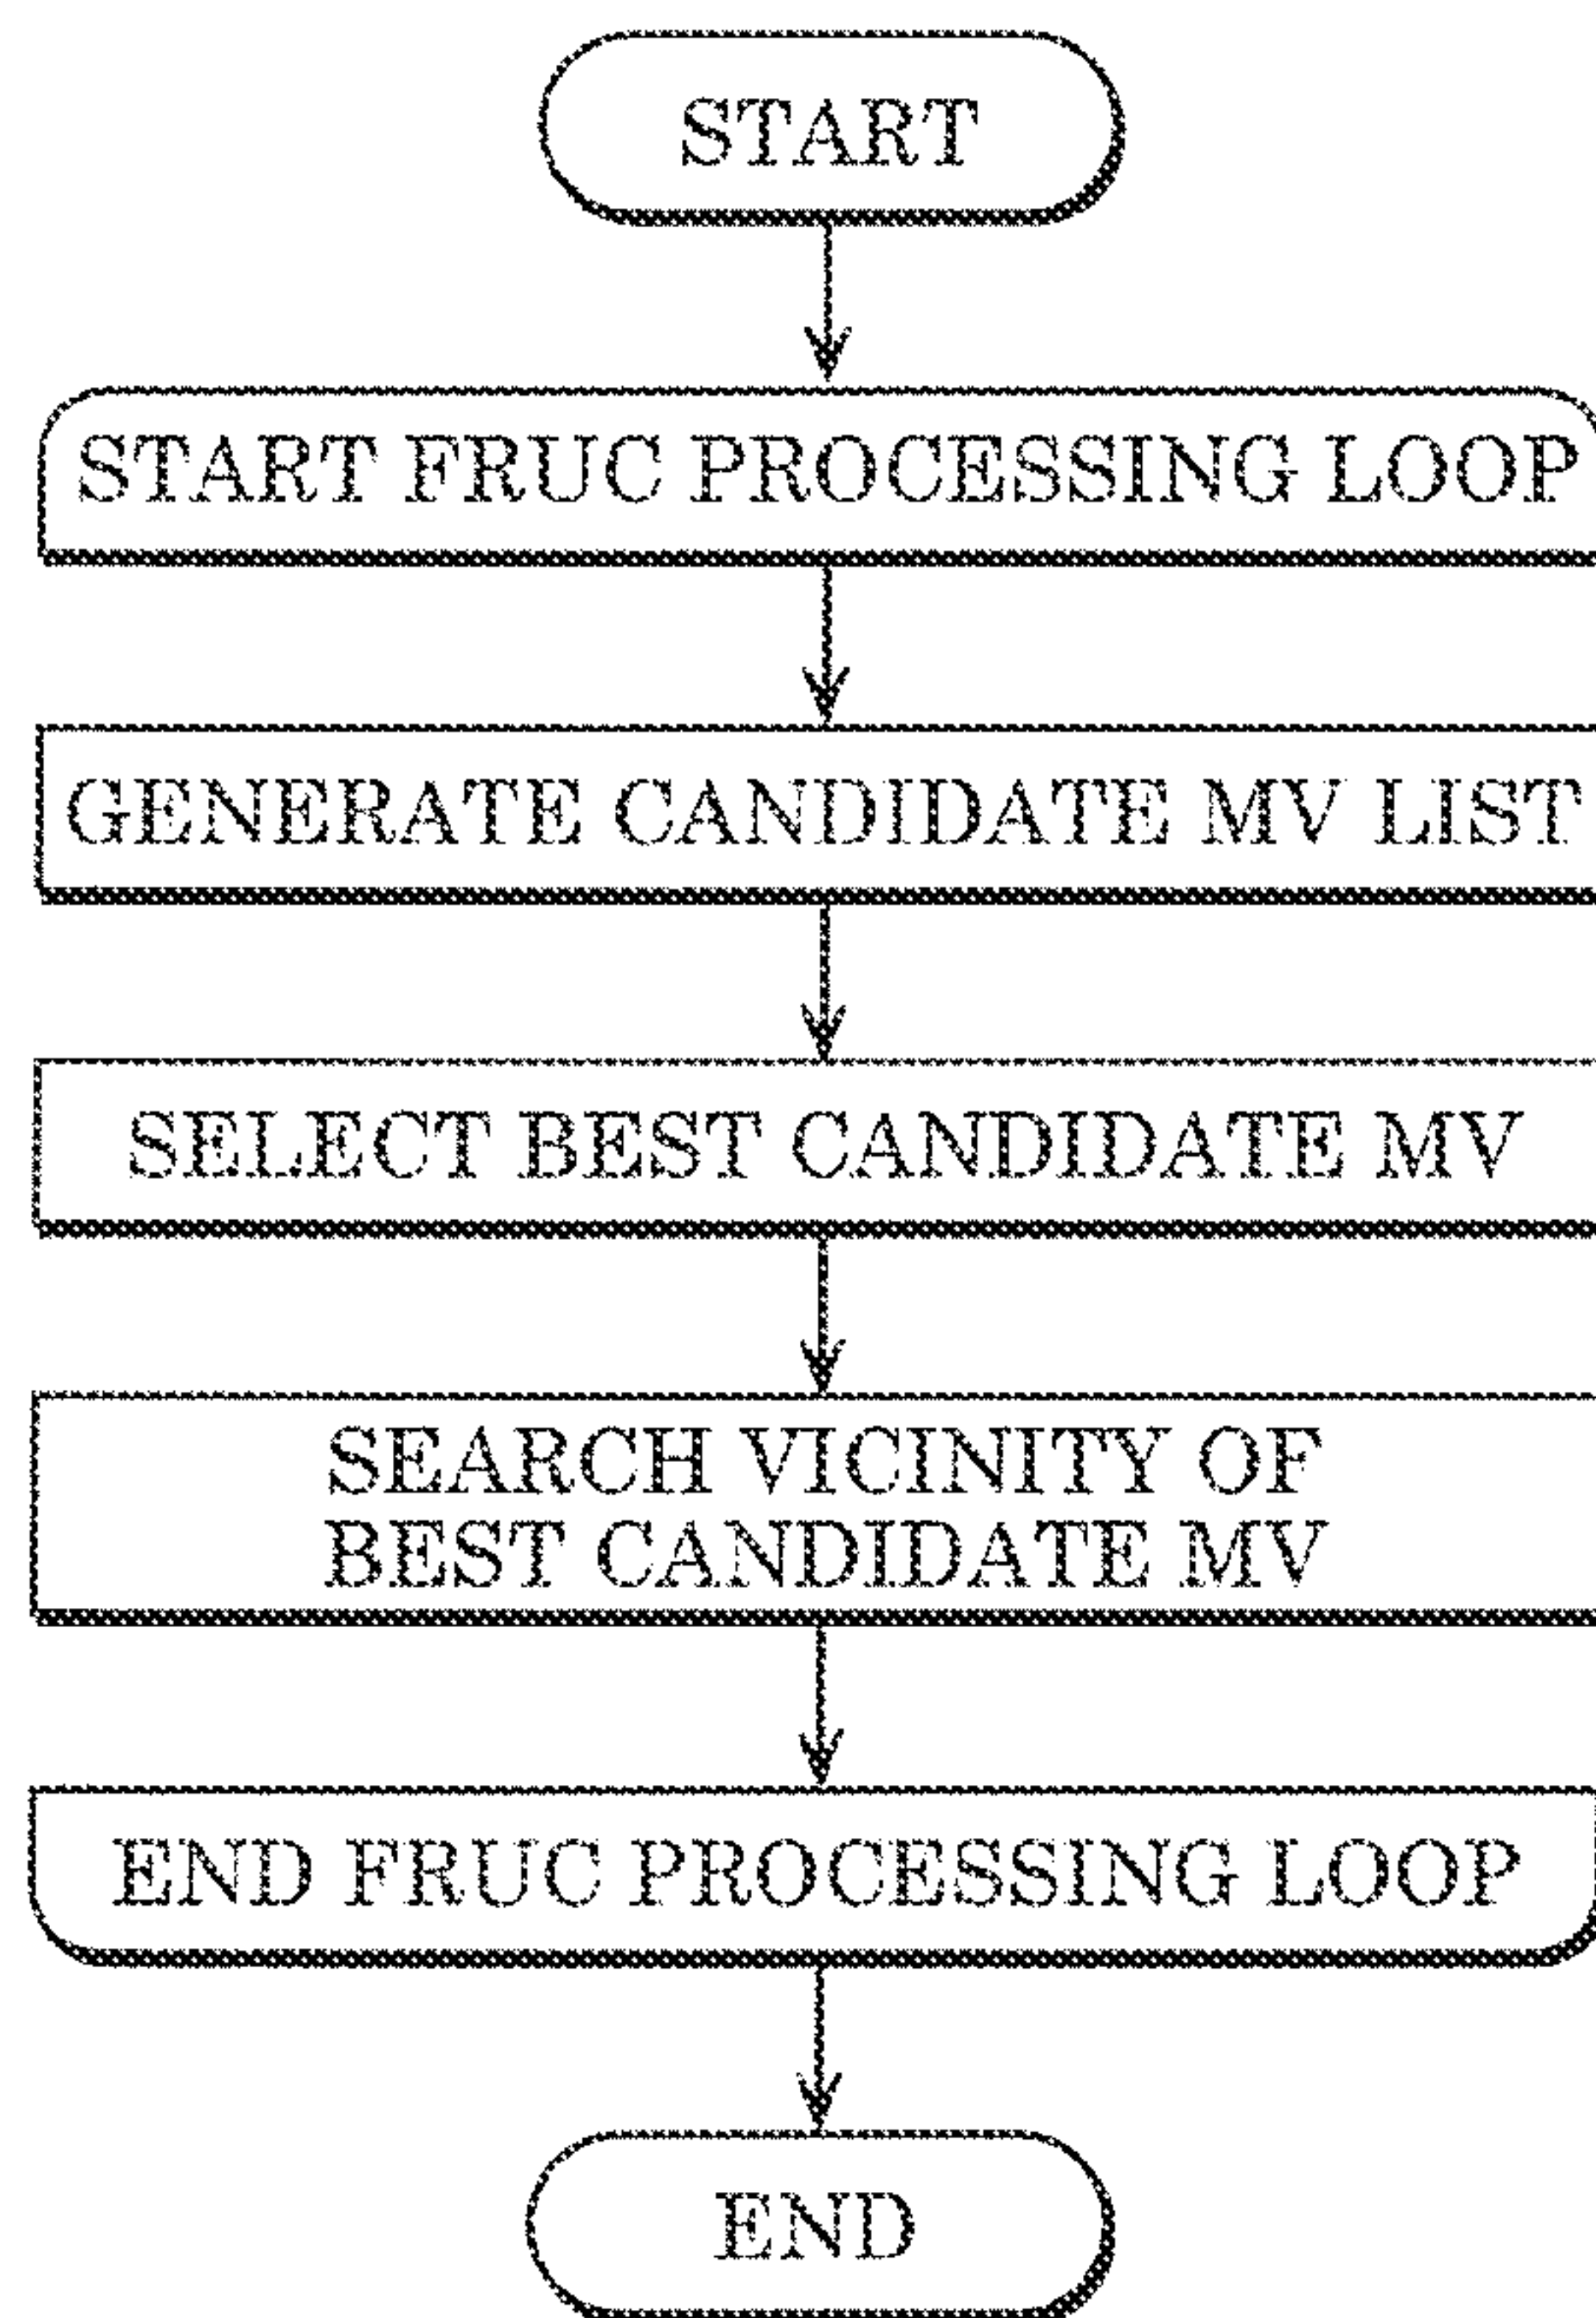 START
START FRUC PROCESSING LOOP
GENERATE CANDIDATE MV LIST
SELECT BEST CANDIDATE MV
SEARCH VICINITY OF
BEST CANDIDATE MV
END FRUC PROCESSING LOOP
END